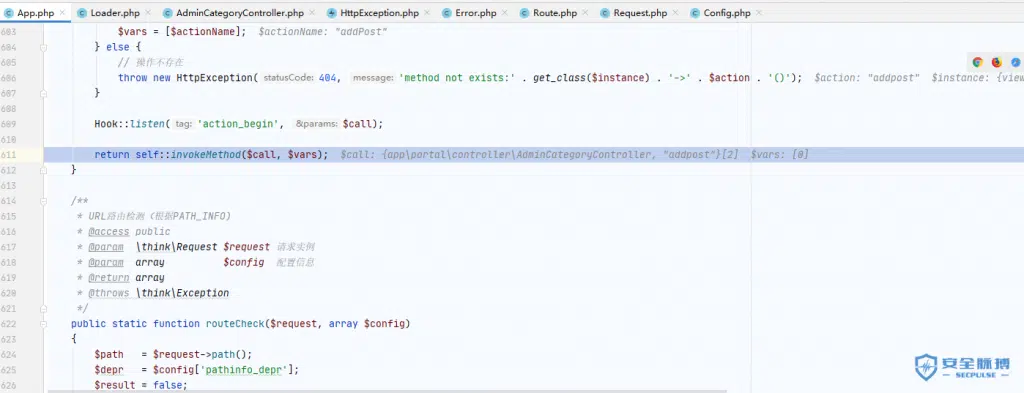 App.php × Loader.php × AdminCategoryController.php × HttpException.php × Error.php × Route.php × Request.php × Config.php ×
603 $vars = [$actionName]; $actionName: "addPost"
604 } else {
605 // 操作不存在
606 throw new HttpException( statusCode: 404, message: 'method not exists:' . get_class($instance) . '->' . $action . '()'); $action: "addpost" $instance: {view
607 }
608
609 Hook::listen( tag: 'action_begin', &params: $call);
610
611 return self::invokeMethod($call, $vars); $call: {app\portal\controller\AdminCategoryController, "addpost"}[2] $vars: [0]
612 }
613
614 /**
615 * URL路由检测（根据PATH_INFO)
616 * @access public
617 * @param \think\Request $request 请求实例
618 * @param array $config 配置信息
619 * @return array
620 * @throws \think\Exception
621 */
622 public static function routeCheck($request, array $config)
623 {
624 $path = $request->path();
625 $depr = $config['pathinfo_depr'];
626 $result = false;
安全脉搏
SECPULSE